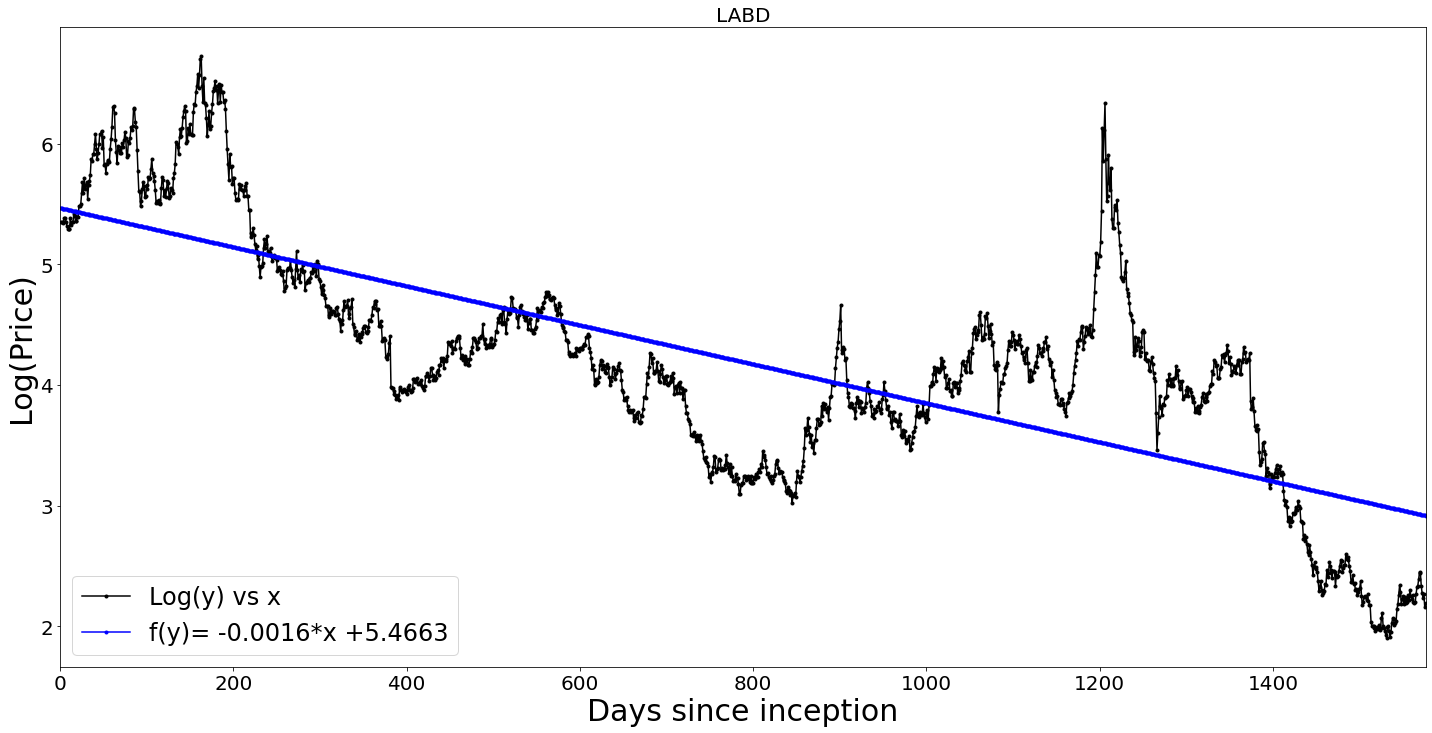 LABD
Log(Price)
6
5
4
3
2
Log(y) vs x
f(y)= -0.0016*x +5.4663
0 200 400 600 800 1000 1200 1400
Days since inception